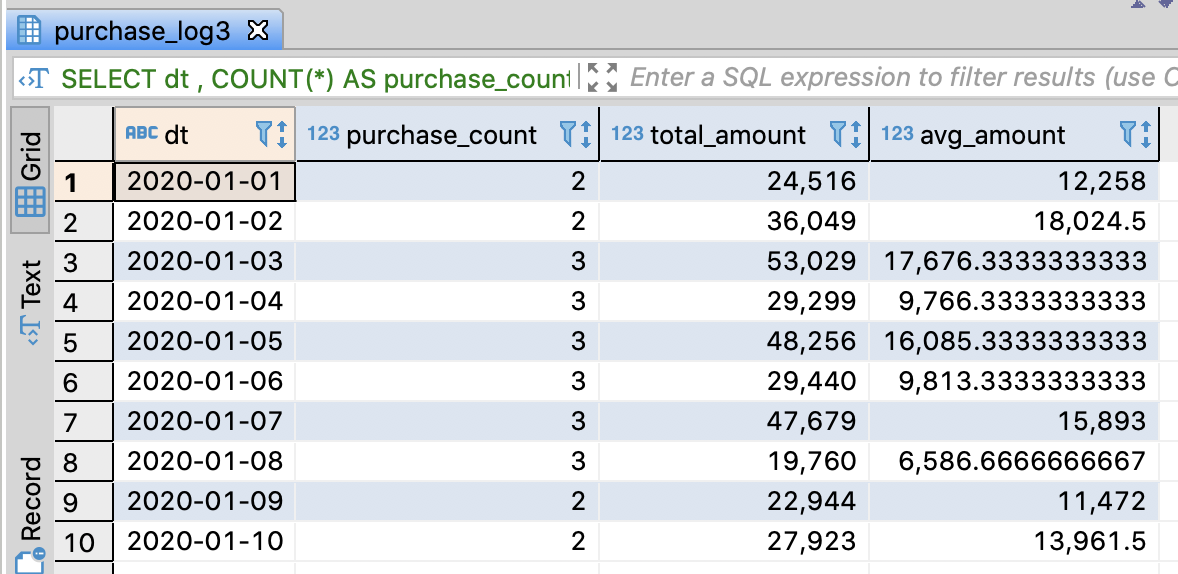 purchase_log3
SELECT dt , COUNT(*) AS purchase_count Enter a SQL expression to filter results (use
Grid
Text
Record
ABC dt 123 purchase_count 123 total_amount 123 avg_amount
1 2020-01-01 2 24,516 12,258
2 2020-01-02 2 36,049 18,024.5
3 2020-01-03 3 53,029 17,676.3333333333
4 2020-01-04 3 29,299 9,766.3333333333
5 2020-01-05 3 48,256 16,085.3333333333
6 2020-01-06 3 29,440 9,813.3333333333
7 2020-01-07 3 47,679 15,893
8 2020-01-08 3 19,760 6,586.6666666667
9 2020-01-09 2 22,944 11,472
10 2020-01-10 2 27,923 13,961.5